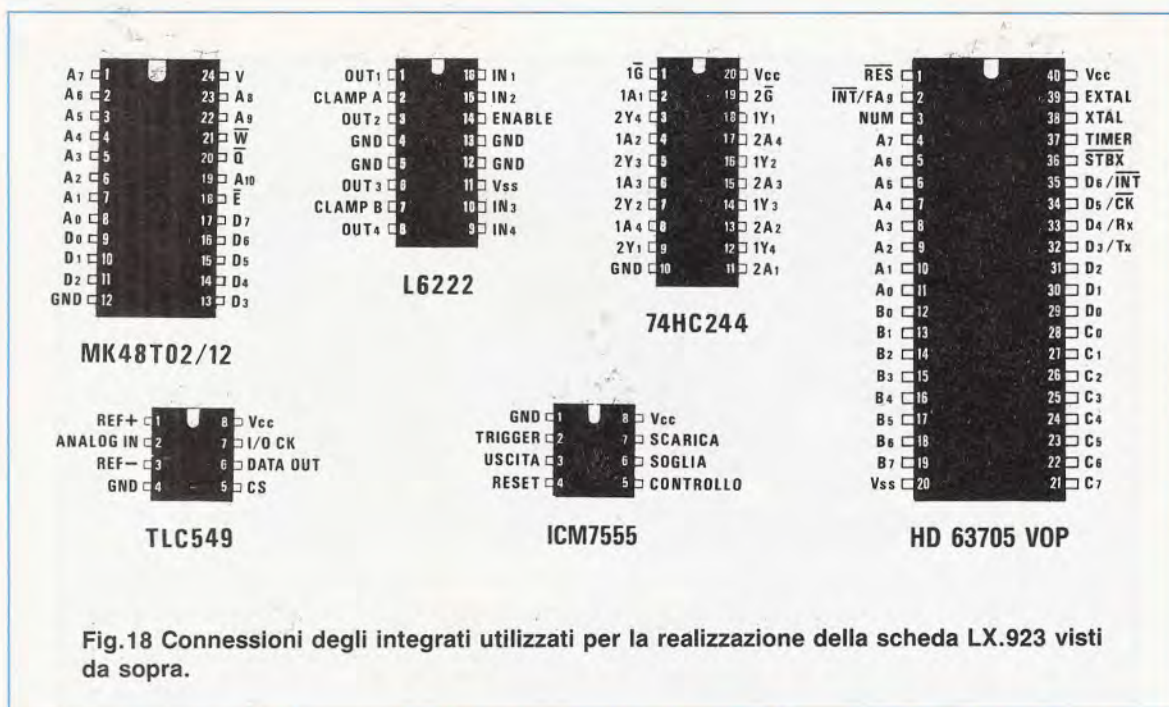 A7 1 24 V
A6 2 23 A8
A5 3 22 A9
A4 4 21 W̅
A3 5 20 Q̅
A2 6 19 A10
A1 7 18 E̅
A0 8 17 D7
D0 9 16 D6
D1 10 15 D5
D2 11 14 D4
GND 12 13 D3
MK48T02/12
OUT1 1 16 IN1
CLAMP A 2 15 IN2
OUT2 3 14 ENABLE
GND 4 13 GND
GND 5 12 GND
OUT3 6 11 Vss
CLAMP B 7 10 IN3
OUT4 8 9 IN4
L6222
1G̅ 1 20 Vcc
1A1 2 19 2G̅
2Y4 3 18 1Y1
1A2 4 17 2A4
2Y3 5 16 1Y2
1A3 6 15 2A3
2Y2 7 14 1Y3
1A4 8 13 2A2
2Y1 9 12 1Y4
GND 10 11 2A1
74HC244
R̅E̅S̅ 1 40 Vcc
I̅N̅T̅/FA9 2 39 EXTAL
NUM 3 38 XTAL
A7 4 37 TIMER
A6 5 36 S̅T̅B̅X̅
A5 6 35 D6/I̅N̅T̅
A4 7 34 D5/C̅K̅
A3 8 33 D4/Rx
A2 9 32 D3/Tx
A1 10 31 D2
A0 11 30 D1
B0 12 29 D0
B1 13 28 C0
B2 14 27 C1
B3 15 26 C2
B4 16 25 C3
B5 17 24 C4
B6 18 23 C5
B7 19 22 C6
Vss 20 21 C7
HD 63705 VOP
REF+ 1 8 Vcc
ANALOG IN 2 7 I/O CK
REF− 3 6 DATA OUT
GND 4 5 CS
TLC549
GND 1 8 Vcc
TRIGGER 2 7 SCARICA
USCITA 3 6 SOGLIA
RESET 4 5 CONTROLLO
ICM7555
Fig.18 Connessioni degli integrati utilizzati per la realizzazione della scheda LX.923 visti
da sopra.